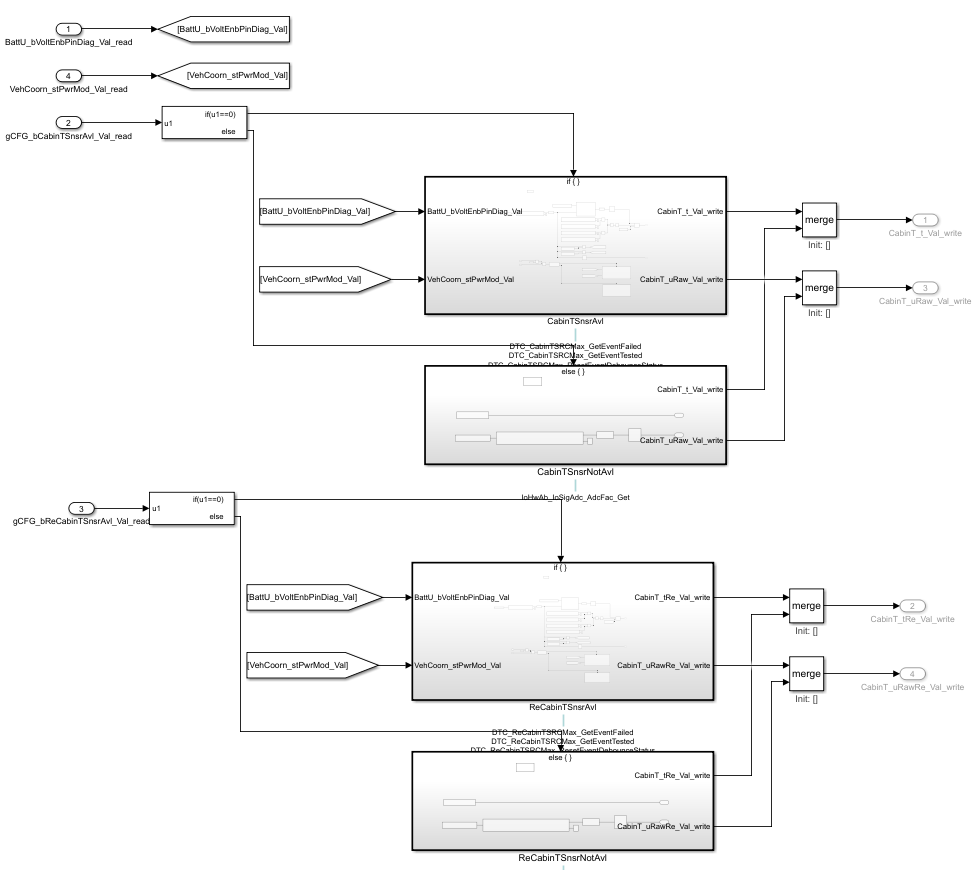 1
[BattU_bVoltEnbPinDiag_Val]
BattU_bVoltEnbPinDiag_Val_read
4
[VehCoorn_stPwrMod_Val]
VehCoorn_stPwrMod_Val_read
2
u1
if(u1==0)
else
gCFG_bCabinTSnsrAvl_Val_read
if { }
[BattU_bVoltEnbPinDiag_Val]
BattU_bVoltEnbPinDiag_Val
CabinT_t_Val_write
merge
Init: []
1
CabinT_t_Val_write
[VehCoorn_stPwrMod_Val]
VehCoorn_stPwrMod_Val
CabinT_uRaw_Val_write
merge
Init: []
3
CabinT_uRaw_Val_write
CabinTSnsrAvl
DTC_CabinTSRCMax_GetEventFailed
DTC_CabinTSRCMax_GetEventTested
DTC_CabinTSRCMax_ResetEventDebounceStatus
else { }
CabinT_t_Val_write
CabinT_uRaw_Val_write
CabinTSnsrNotAvl
IoHwAb_IoSigAdc_AdcFac_Get
3
u1
if(u1==0)
else
gCFG_bReCabinTSnsrAvl_Val_read
if { }
[BattU_bVoltEnbPinDiag_Val]
BattU_bVoltEnbPinDiag_Val
CabinT_tRe_Val_write
merge
Init: []
2
CabinT_tRe_Val_write
[VehCoorn_stPwrMod_Val]
VehCoorn_stPwrMod_Val
CabinT_uRawRe_Val_write
merge
Init: []
4
CabinT_uRawRe_Val_write
ReCabinTSnsrAvl
DTC_ReCabinTSRCMax_GetEventFailed
DTC_ReCabinTSRCMax_GetEventTested
DTC_ReCabinTSRCMax_ResetEventDebounceStatus
else { }
CabinT_tRe_Val_write
CabinT_uRawRe_Val_write
ReCabinTSnsrNotAvl